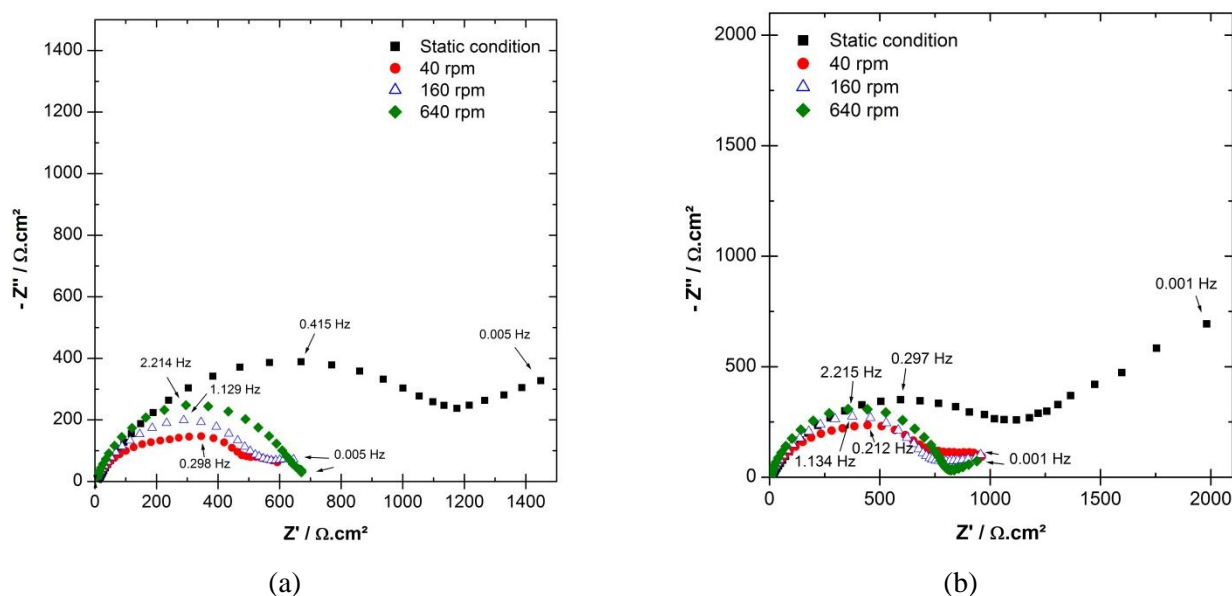 1400
1200
1000
800
600
400
200
0
- Z'' / Ω.cm²
Static condition
40 rpm
160 rpm
640 rpm
0.415 Hz
0.005 Hz
2.214 Hz
1.129 Hz
0.298 Hz
0.005 Hz
0 200 400 600 800 1000 1200 1400
Z' / Ω.cm²
(a)
2000
1750
1500
1250
1000
750
500
250
0
- Z'' / Ω.cm²
Static condition
40 rpm
160 rpm
640 rpm
0.001 Hz
2.215 Hz
0.297 Hz
1.134 Hz
0.212 Hz
0.001 Hz
0 500 1000 1500 2000
Z' / Ω.cm²
(b)